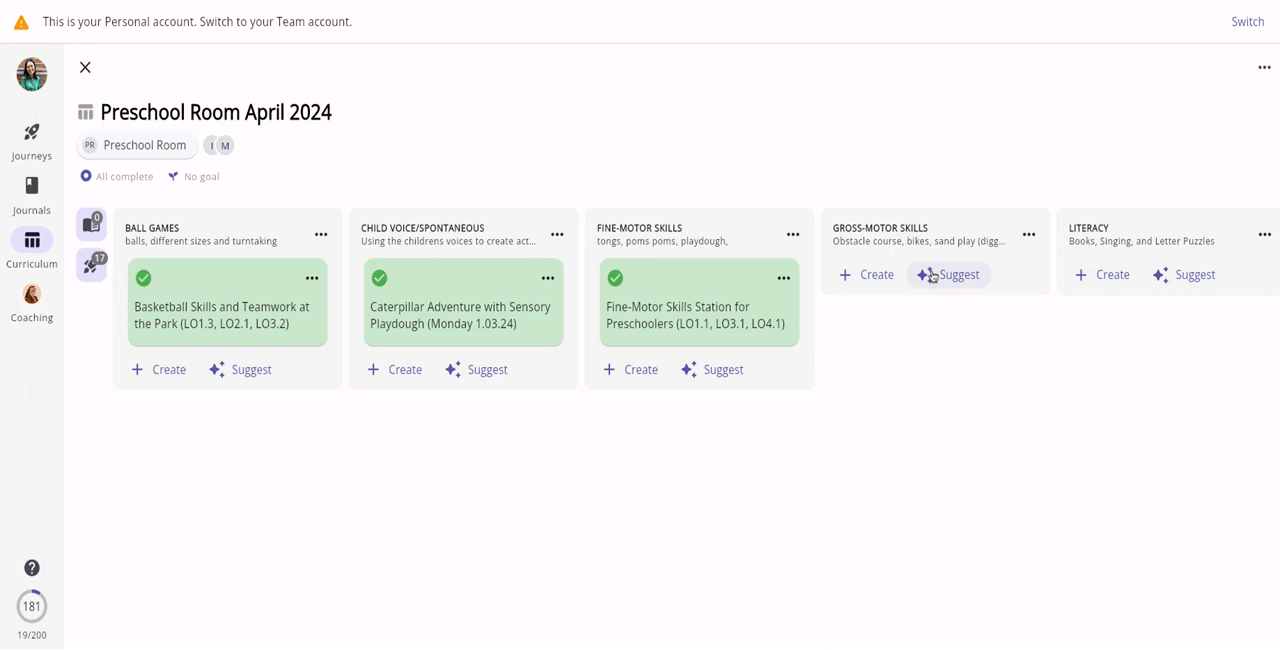 This is your Personal account. Switch to your Team account.
Switch
Preschool Room April 2024
PR Preschool Room I M
All complete No goal
Journeys
Journals
Curriculum
Coaching
0
17
BALL GAMES
balls, different sizes and turntaking
Basketball Skills and Teamwork at
the Park (LO1.3, LO2.1, LO3.2)
Create Suggest
CHILD VOICE/SPONTANEOUS
Using the childrens voices to create act...
Caterpillar Adventure with Sensory
Playdough (Monday 1.03.24)
Create Suggest
FINE-MOTOR SKILLS
tongs, poms poms, playdough,
Fine-Motor Skills Station for
Preschoolers (LO1.1, LO3.1, LO4.1)
Create Suggest
GROSS-MOTOR SKILLS
Obstacle course, bikes, sand play (digg...
Create Suggest
LITERACY
Books, Singing, and Letter Puzzles
Create Suggest
181
19/200